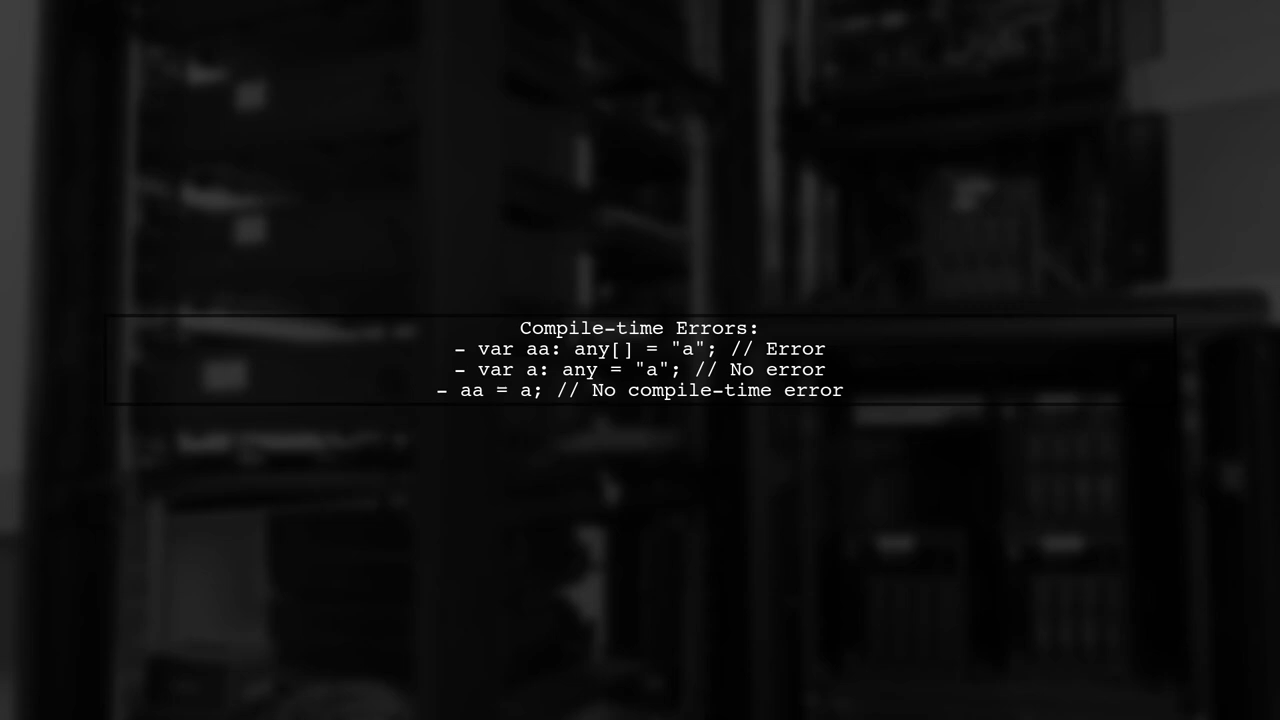 Compile-time Errors:
- var aa: any[] = "a"; // Error
- var a: any = "a"; // No error
- aa = a; // No compile-time error